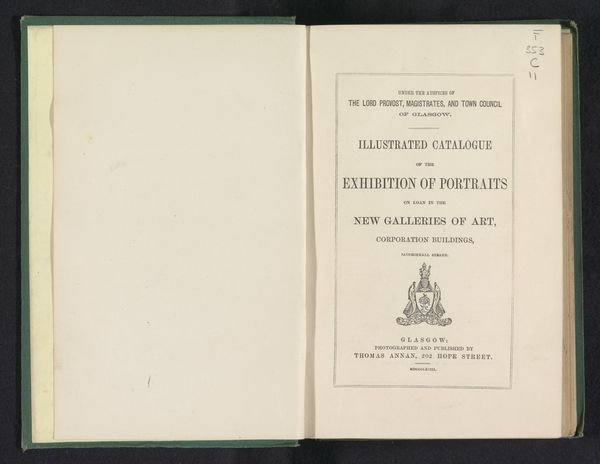 I
353
C
11
UNDER THE AUSPICES OF
THE LORD PROVOST, MAGISTRATES, AND TOWN COUNCIL
OF GLASGOW.
ILLUSTRATED CATALOGUE
OF THE
EXHIBITION OF PORTRAITS
ON LOAN IN THE
NEW GALLERIES OF ART,
CORPORATION BUILDINGS,
SAUCHIEHALL STREET.
GLASGOW:
PHOTOGRAPHED AND PUBLISHED BY
THOMAS ANNAN, 202 HOPE STREET.
MDCCCLXVIII.